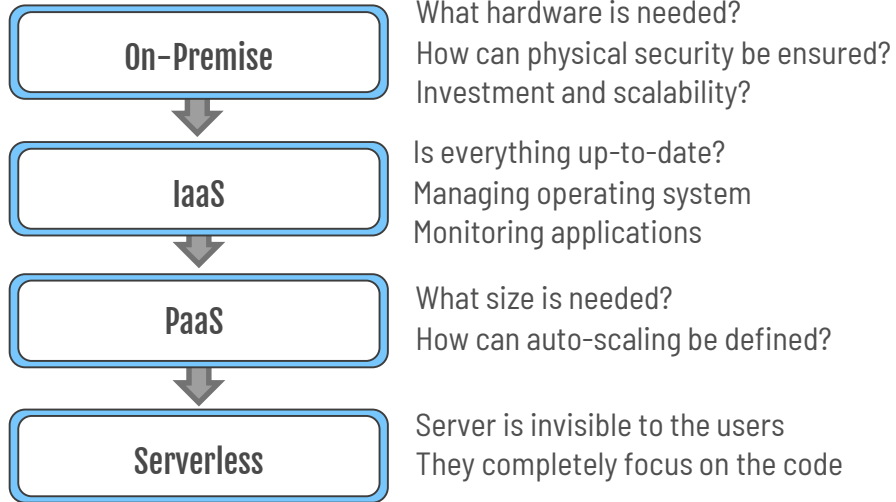 On-Premise
What hardware is needed?
How can physical security be ensured?
Investment and scalability?
IaaS
Is everything up-to-date?
Managing operating system
Monitoring applications
PaaS
What size is needed?
How can auto-scaling be defined?
Serverless
Server is invisible to the users
They completely focus on the code